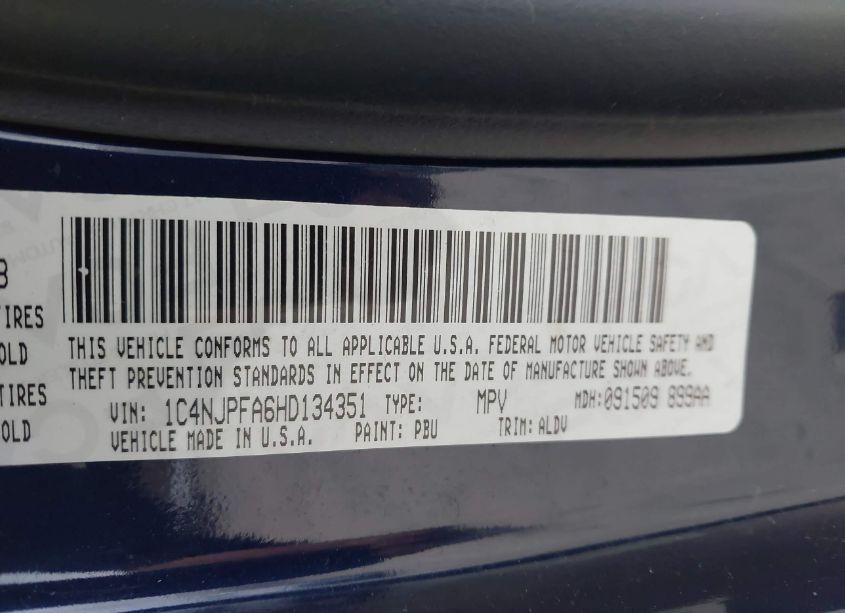 3
TIRES
OLD
THIS VEHICLE CONFORMS TO ALL APPLICABLE U.S.A. FEDERAL MOTOR VEHICLE SAFETY AND
THEFT PREVENTION STANDARDS IN EFFECT ON THE DATE OF MANUFACTURE SHOWN ABOVE.
TIRES
VIN: 1C4NJPFA6HD134351 TYPE: MPV MDH:091509 899AA
OLD
VEHICLE MADE IN U.S.A. PAINT: PBU TRIM: ALDV